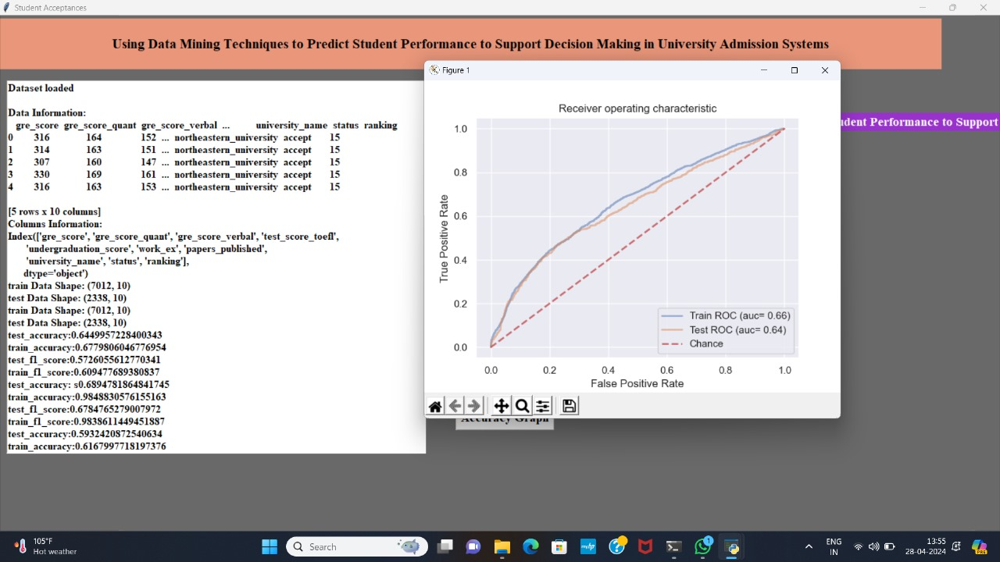 Student Acceptances
Using Data Mining Techniques to Predict Student Performance to Support Decision Making in University Admission Systems
Dataset loaded
Data Information:
gre_score gre_score_quant gre_score_verbal ... university_name status ranking
0 316 164 152 ... northeastern_university accept 15
1 314 163 151 ... northeastern_university accept 15
2 307 160 147 ... northeastern_university accept 15
3 330 169 161 ... northeastern_university accept 15
4 316 163 153 ... northeastern_university accept 15
[5 rows x 10 columns]
Columns Information:
Index(['gre_score', 'gre_score_quant', 'gre_score_verbal', 'test_score_toefl',
'undergraduation_score', 'work_ex', 'papers_published',
'university_name', 'status', 'ranking'],
dtype='object')
train Data Shape: (7012, 10)
test Data Shape: (2338, 10)
train Data Shape: (7012, 10)
test Data Shape: (2338, 10)
test_accuracy:0.6449957228400343
train_accuracy:0.6779806046776954
test_f1_score:0.5726055612770341
train_f1_score:0.609477689380837
test_accuracy: s0.6894781864841745
train_accuracy:0.9848830576155163
test_f1_score:0.6784765279007972
train_f1_score:0.9838611449451887
test_accuracy:0.5932420872540634
train_accuracy:0.6167997718197376
Figure 1
Receiver operating characteristic
1.0
0.8
0.6
0.4
0.2
0.0
True Positive Rate
Train ROC (auc= 0.66)
Test ROC (auc= 0.64)
Chance
0.0 0.2 0.4 0.6 0.8 1.0
False Positive Rate
udent Performance to Support
Accuracy Graph
105°F
Hot weather
Search
ENG
IN
13:55
28-04-2024